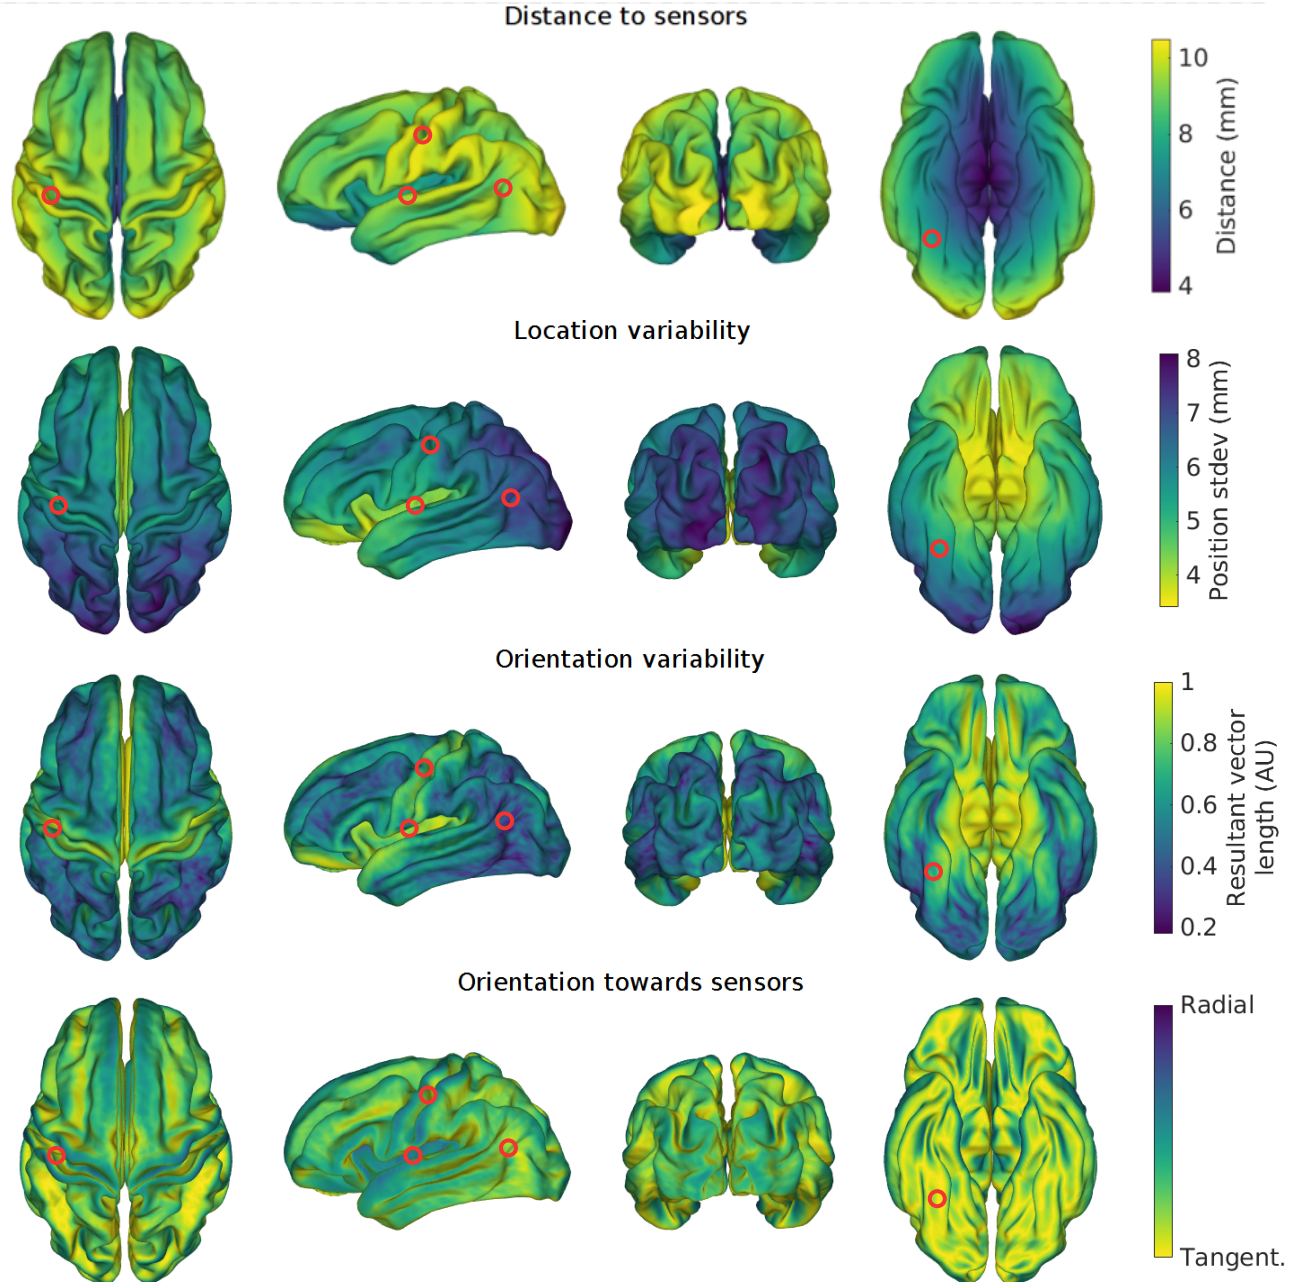 Distance to sensors
10
8
6
4
Distance (mm)
Location variability
8
7
6
5
4
Position stdev (mm)
Orientation variability
1
0.8
0.6
0.4
0.2
Resultant vector
length (AU)
Orientation towards sensors
Radial
Tangent.